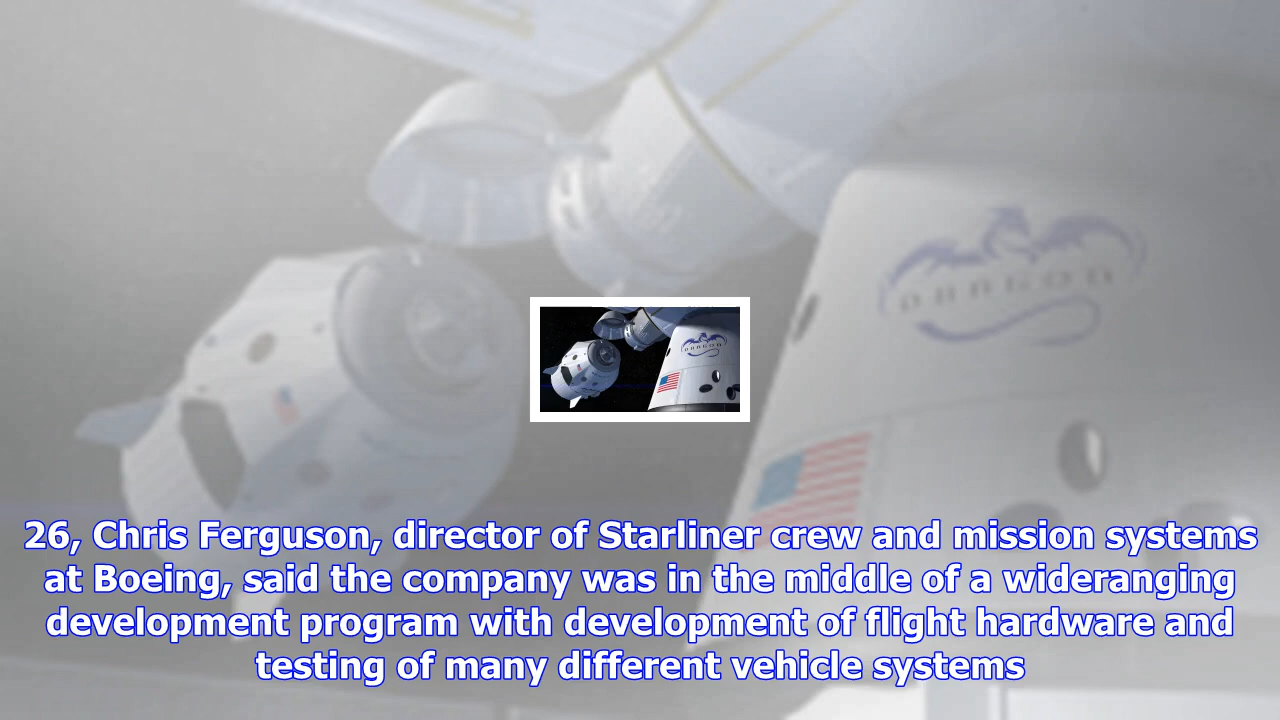 DRAGON
26, Chris Ferguson, director of Starliner crew and mission systems
at Boeing, said the company was in the middle of a wideranging
development program with development of flight hardware and
testing of many different vehicle systems